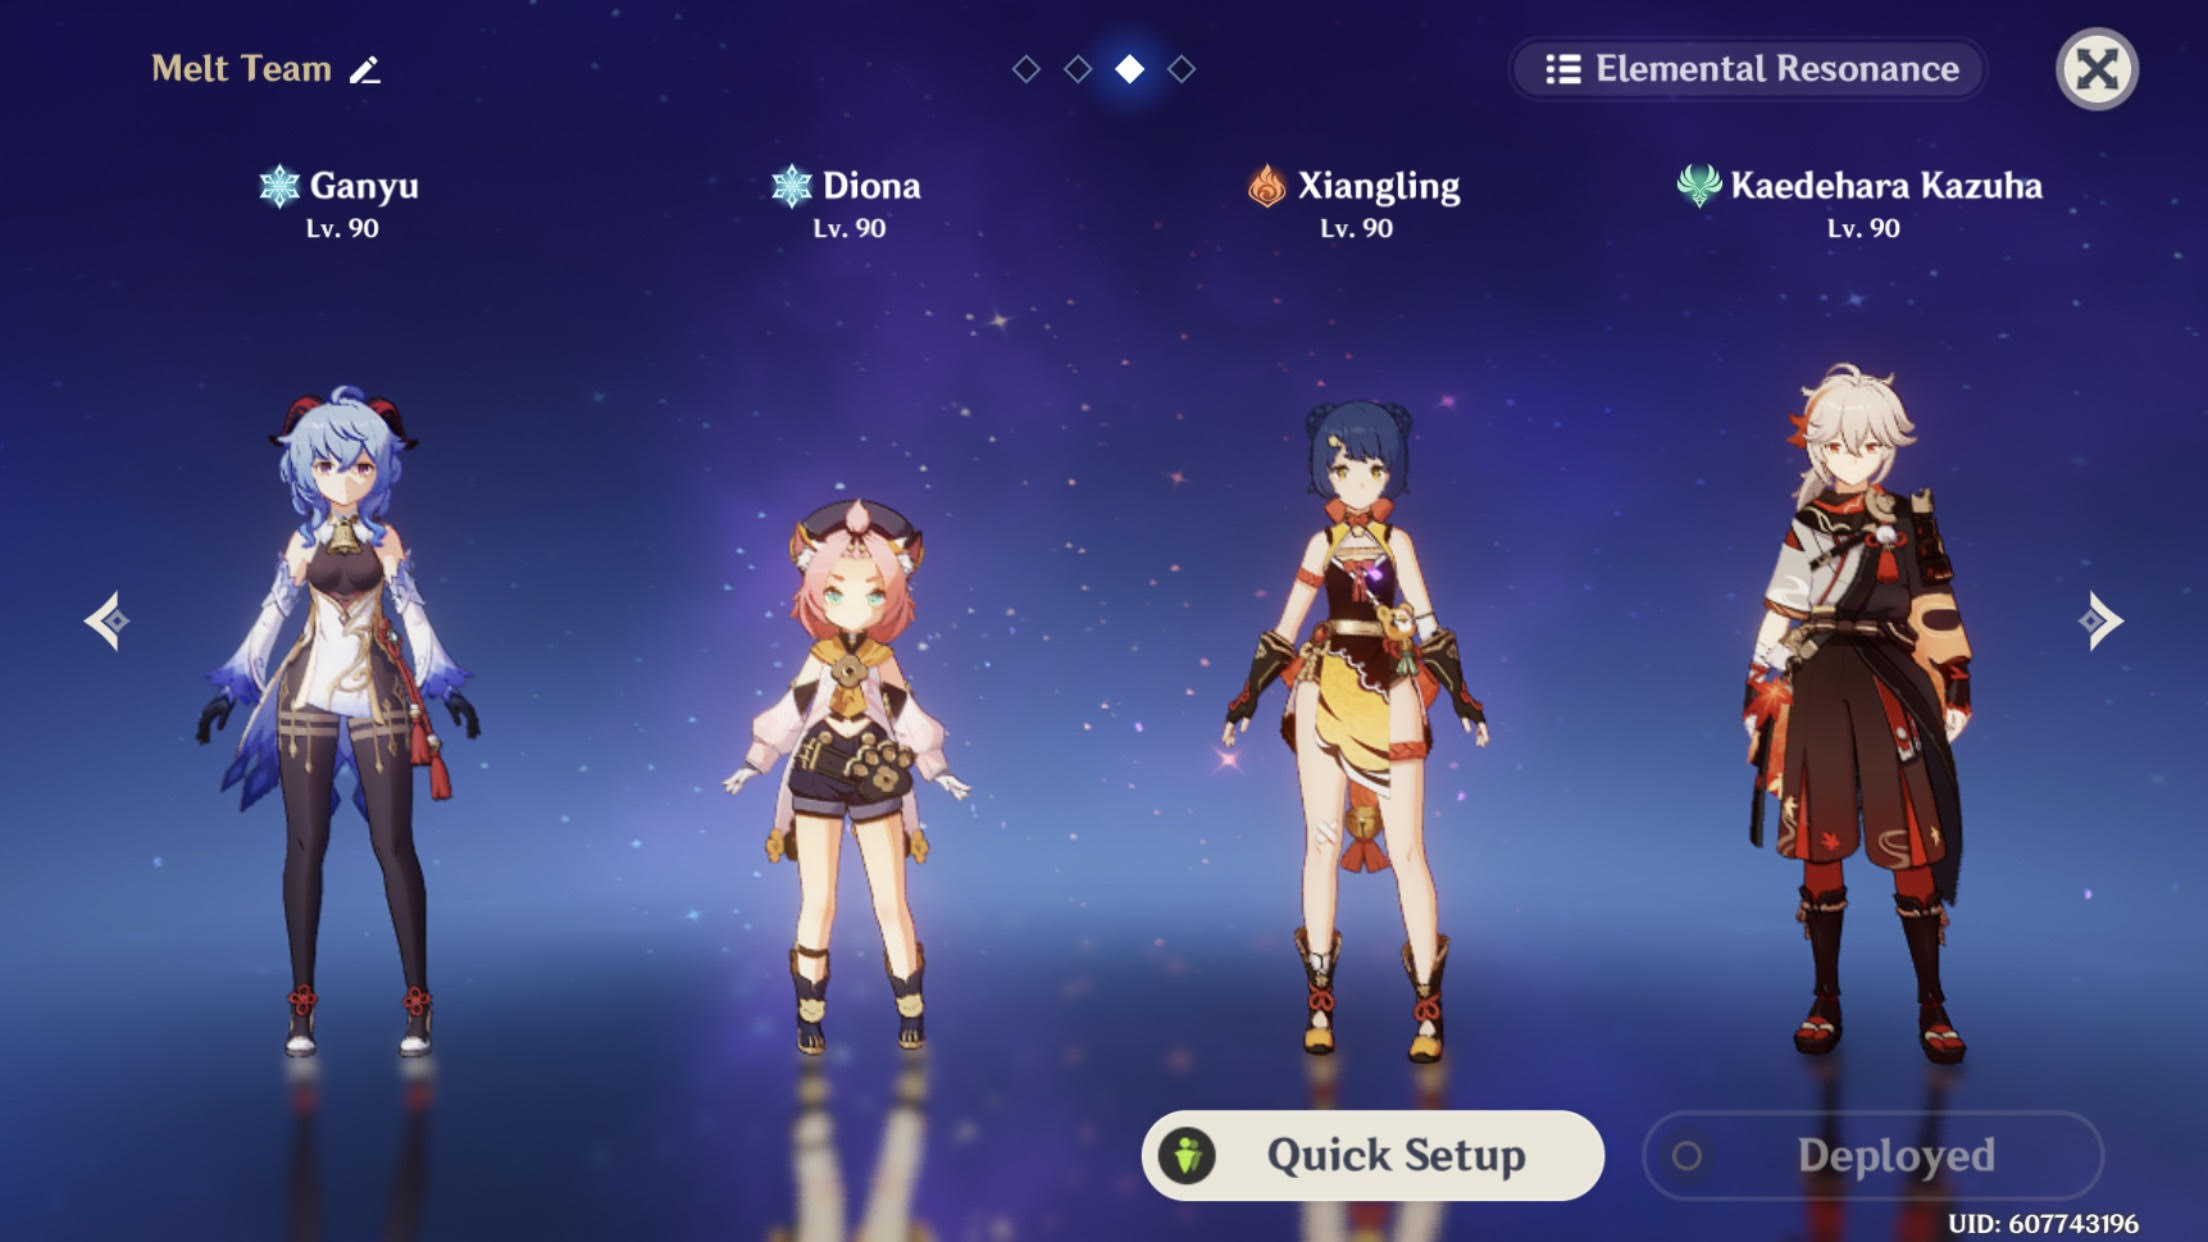 Melt Team
Elemental Resonance
Ganyu
Lv. 90
Diona
Lv. 90
Xiangling
Lv. 90
Kaedehara Kazuha
Lv. 90
Quick Setup
Deployed
UID: 607743196